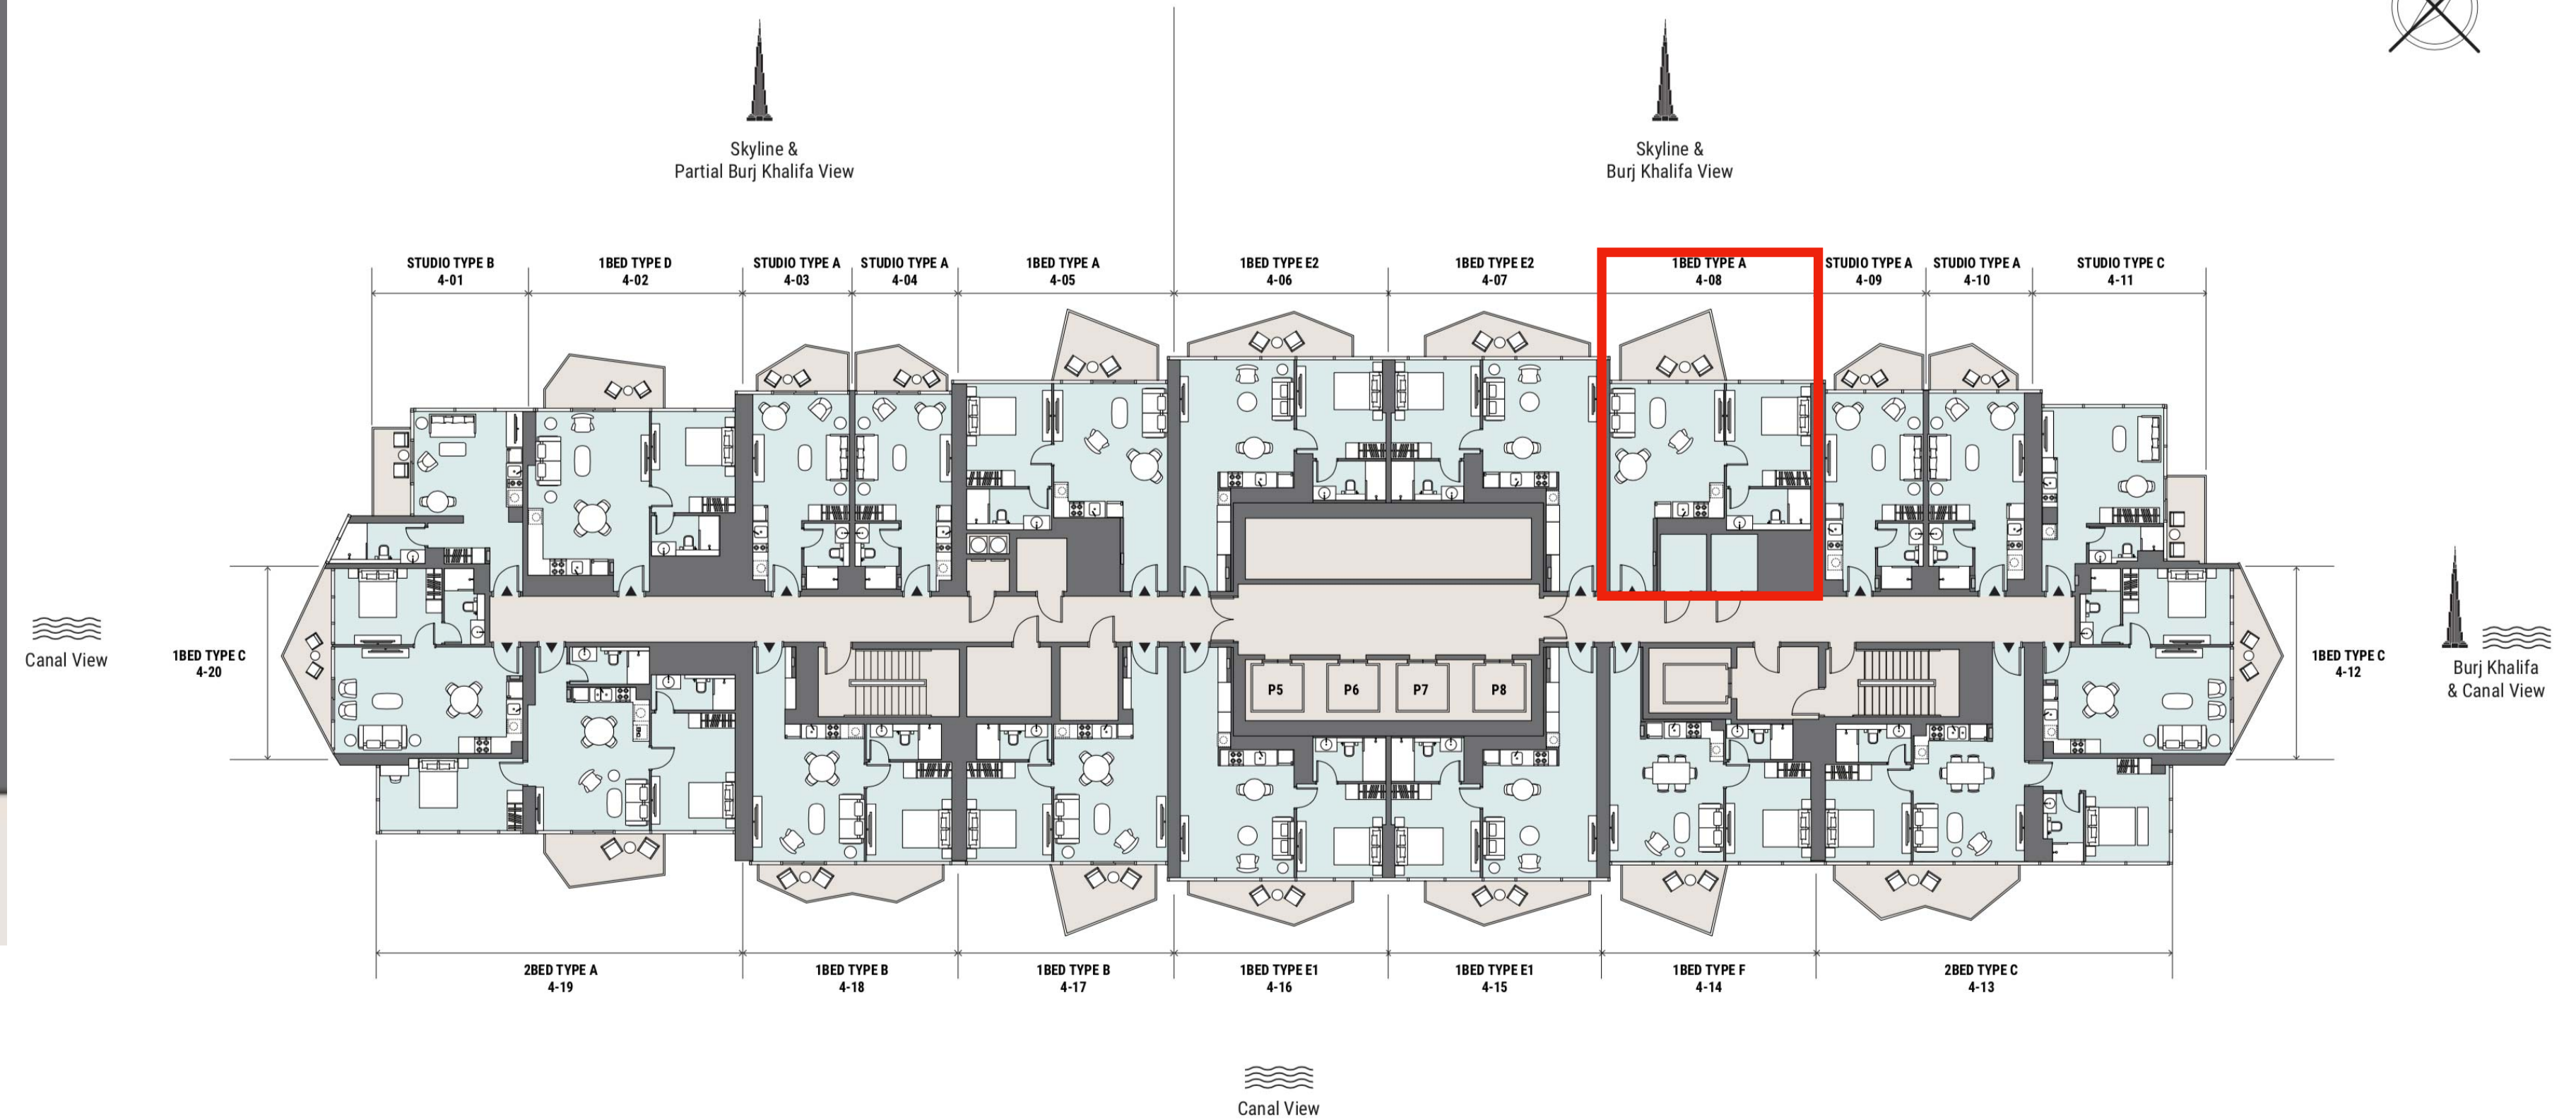 Skyline &
Partial Burj Khalifa View
Skyline &
Burj Khalifa View
STUDIO TYPE B
4-01
1BED TYPE D
4-02
STUDIO TYPE A
4-03
STUDIO TYPE A
4-04
1BED TYPE A
4-05
1BED TYPE E2
4-06
1BED TYPE E2
4-07
1BED TYPE A
4-08
STUDIO TYPE A
4-09
STUDIO TYPE A
4-10
STUDIO TYPE C
4-11
Canal View
1BED TYPE C
4-20
P5
P6
P7
P8
1BED TYPE C
4-12
Burj Khalifa
& Canal View
2BED TYPE A
4-19
1BED TYPE B
4-18
1BED TYPE B
4-17
1BED TYPE E1
4-16
1BED TYPE E1
4-15
1BED TYPE F
4-14
2BED TYPE C
4-13
Canal View